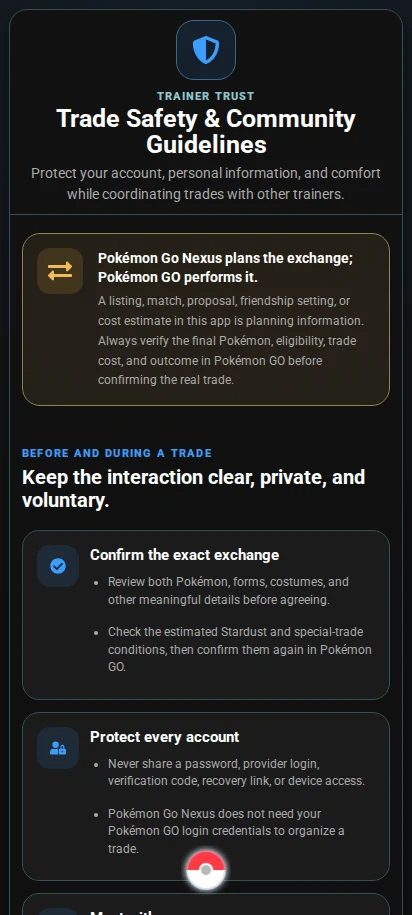 TRAINER TRUST
Trade Safety & Community
Guidelines
Protect your account, personal information, and comfort
while coordinating trades with other trainers.
Pokémon Go Nexus plans the exchange;
Pokémon GO performs it.
A listing, match, proposal, friendship setting, or
cost estimate in this app is planning information.
Always verify the final Pokémon, eligibility, trade
cost, and outcome in Pokémon GO before
confirming the real trade.
BEFORE AND DURING A TRADE
Keep the interaction clear, private, and
voluntary.
Confirm the exact exchange
• Review both Pokémon, forms, costumes, and
other meaningful details before agreeing.
• Check the estimated Stardust and special-trade
conditions, then confirm them again in Pokémon
GO.
Protect every account
• Never share a password, provider login,
verification code, recovery link, or device access.
• Pokémon Go Nexus does not need your
Pokémon GO login credentials to organize a
trade.